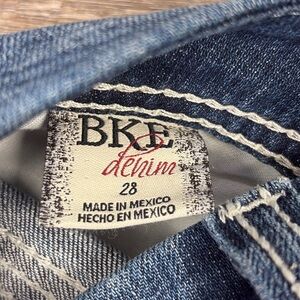 BKE
denim
28
MADE IN MEXICO
HECHO EN MEXICO